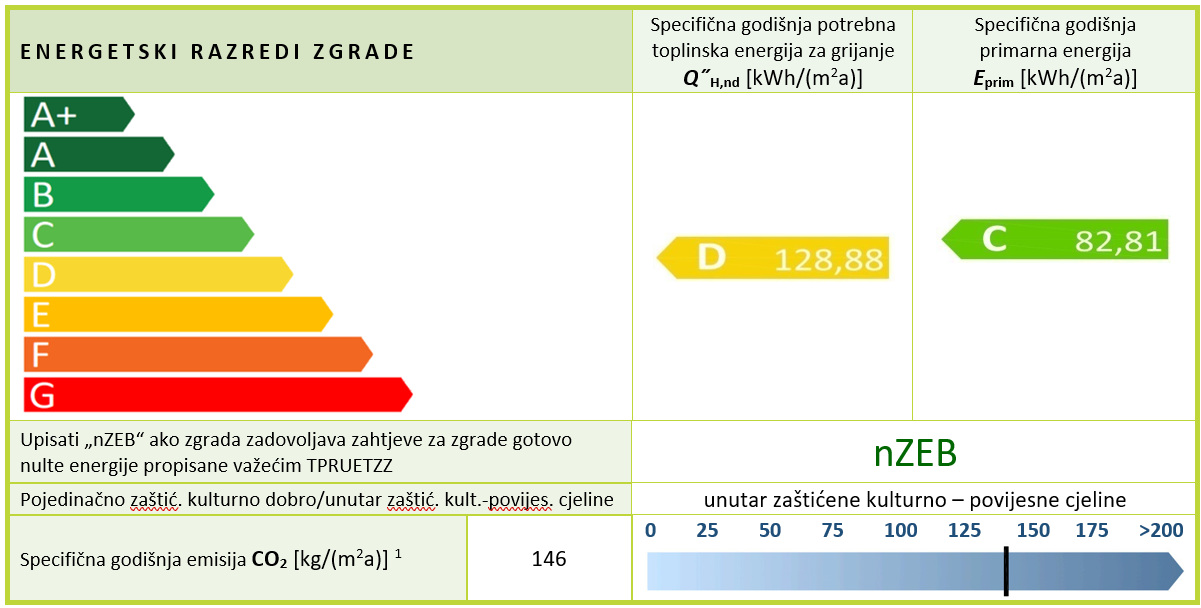 ENERGETSKI RAZREDI ZGRADE
Specifična godišnja potrebna
toplinska energija za grijanje
Q˝H,nd [kWh/(m²a)]
Specifična godišnja
primarna energija
Eprim [kWh/(m²a)]
A+
A
B
C
D
E
F
G
D 128,88
C 82,81
Upisati „nZEB“ ako zgrada zadovoljava zahtjeve za zgrade gotovo
nulte energije propisane važećim TPRUETZZ
nZEB
Pojedinačno zaštić. kulturno dobro/unutar zaštić. kult.-povijes. cjeline
unutar zaštićene kulturno – povijesne cjeline
Specifična godišnja emisija CO₂ [kg/(m²a)] ¹
146
0 25 50 75 100 125 150 175 >200